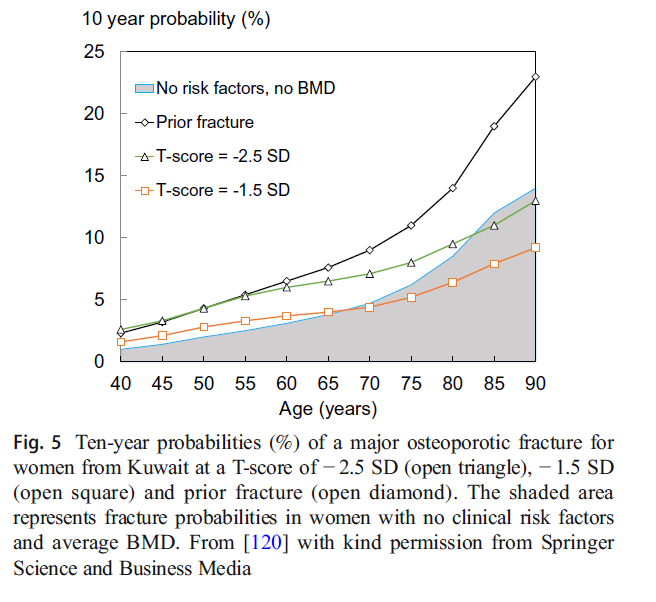 10 year probability (%)
25
20
15
10
5
0
No risk factors, no BMD
Prior fracture
T-score = -2.5 SD
T-score = -1.5 SD
40 45 50 55 60 65 70 75 80 85 90
Age (years)
Fig. 5 Ten-year probabilities (%) of a major osteoporotic fracture for
women from Kuwait at a T-score of − 2.5 SD (open triangle), − 1.5 SD
(open square) and prior fracture (open diamond). The shaded area
represents fracture probabilities in women with no clinical risk factors
and average BMD. From [120] with kind permission from Springer
Science and Business Media